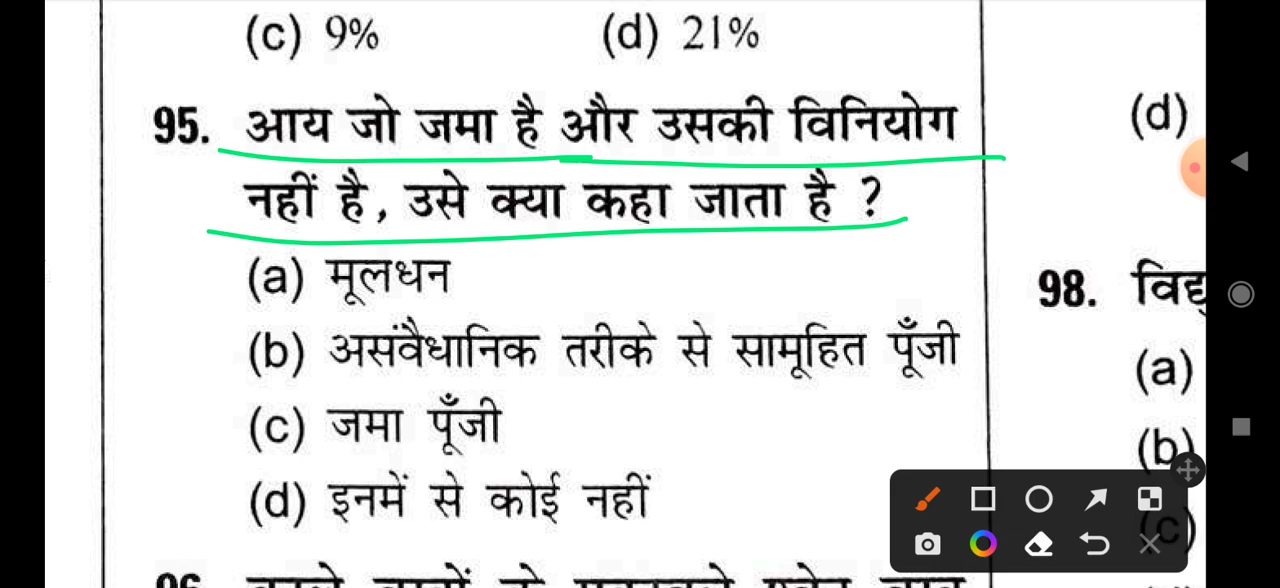 (c) 9% (d) 21%
95. आय जो जमा है और उसकी विनियोग
नहीं है, उसे क्या कहा जाता है ?
(a) मूलधन
(b) असंवैधानिक तरीके से सामूहित पूँजी
(c) जमा पूँजी
(d) इनमें से कोई नहीं
(d)
98.
(a)
(b)
(c)